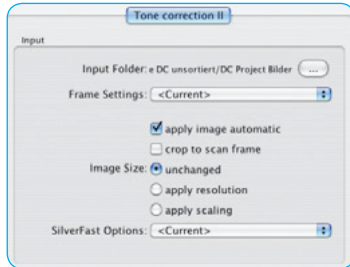 Tone correction II
Input
Input Folder: e DC unsortiert/DC Project Bilder ...
Frame Settings: <Current>
apply image automatic
crop to scan frame
Image Size: unchanged
apply resolution
apply scaling
SilverFast Options: <Current>